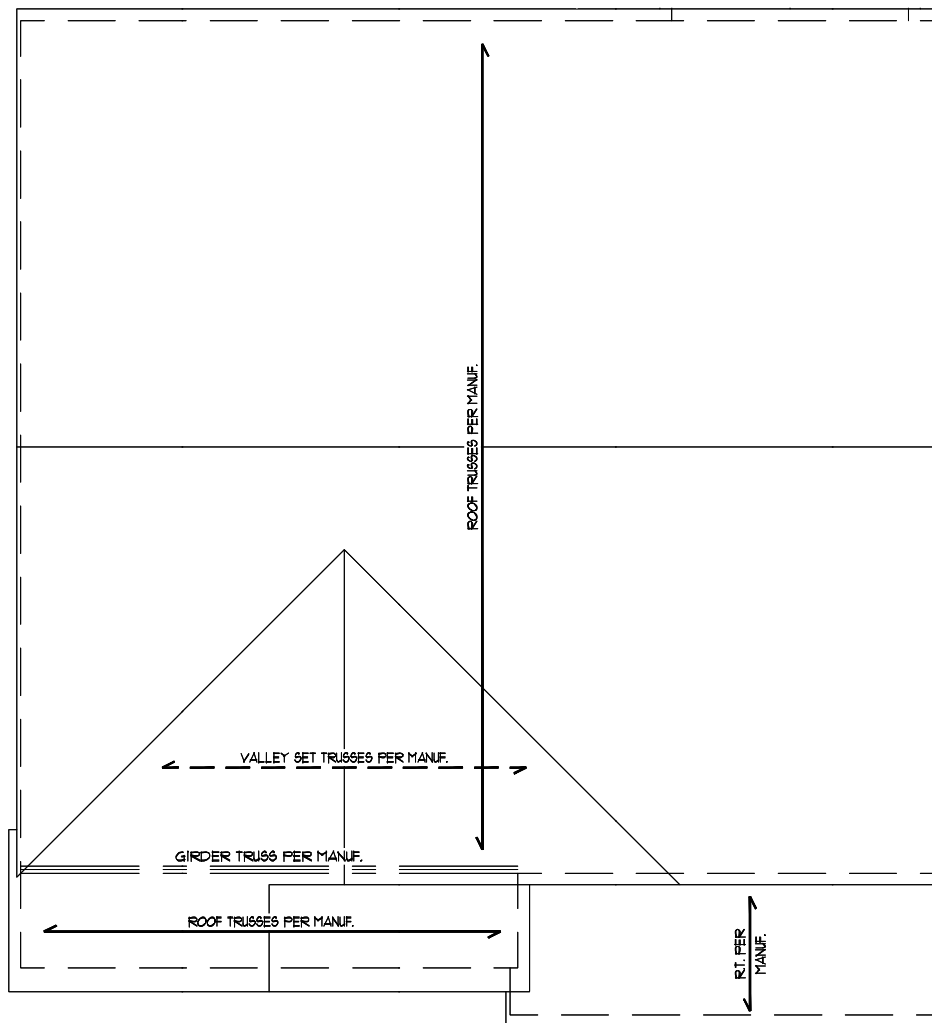 ROOF TRUSSES PER MANUF.
VALLEY SET TRUSSES PER MANUF.
GIRDER TRUSS PER MANUF.
ROOF TRUSSES PER MANUF.
R.T. PER
MANUF.